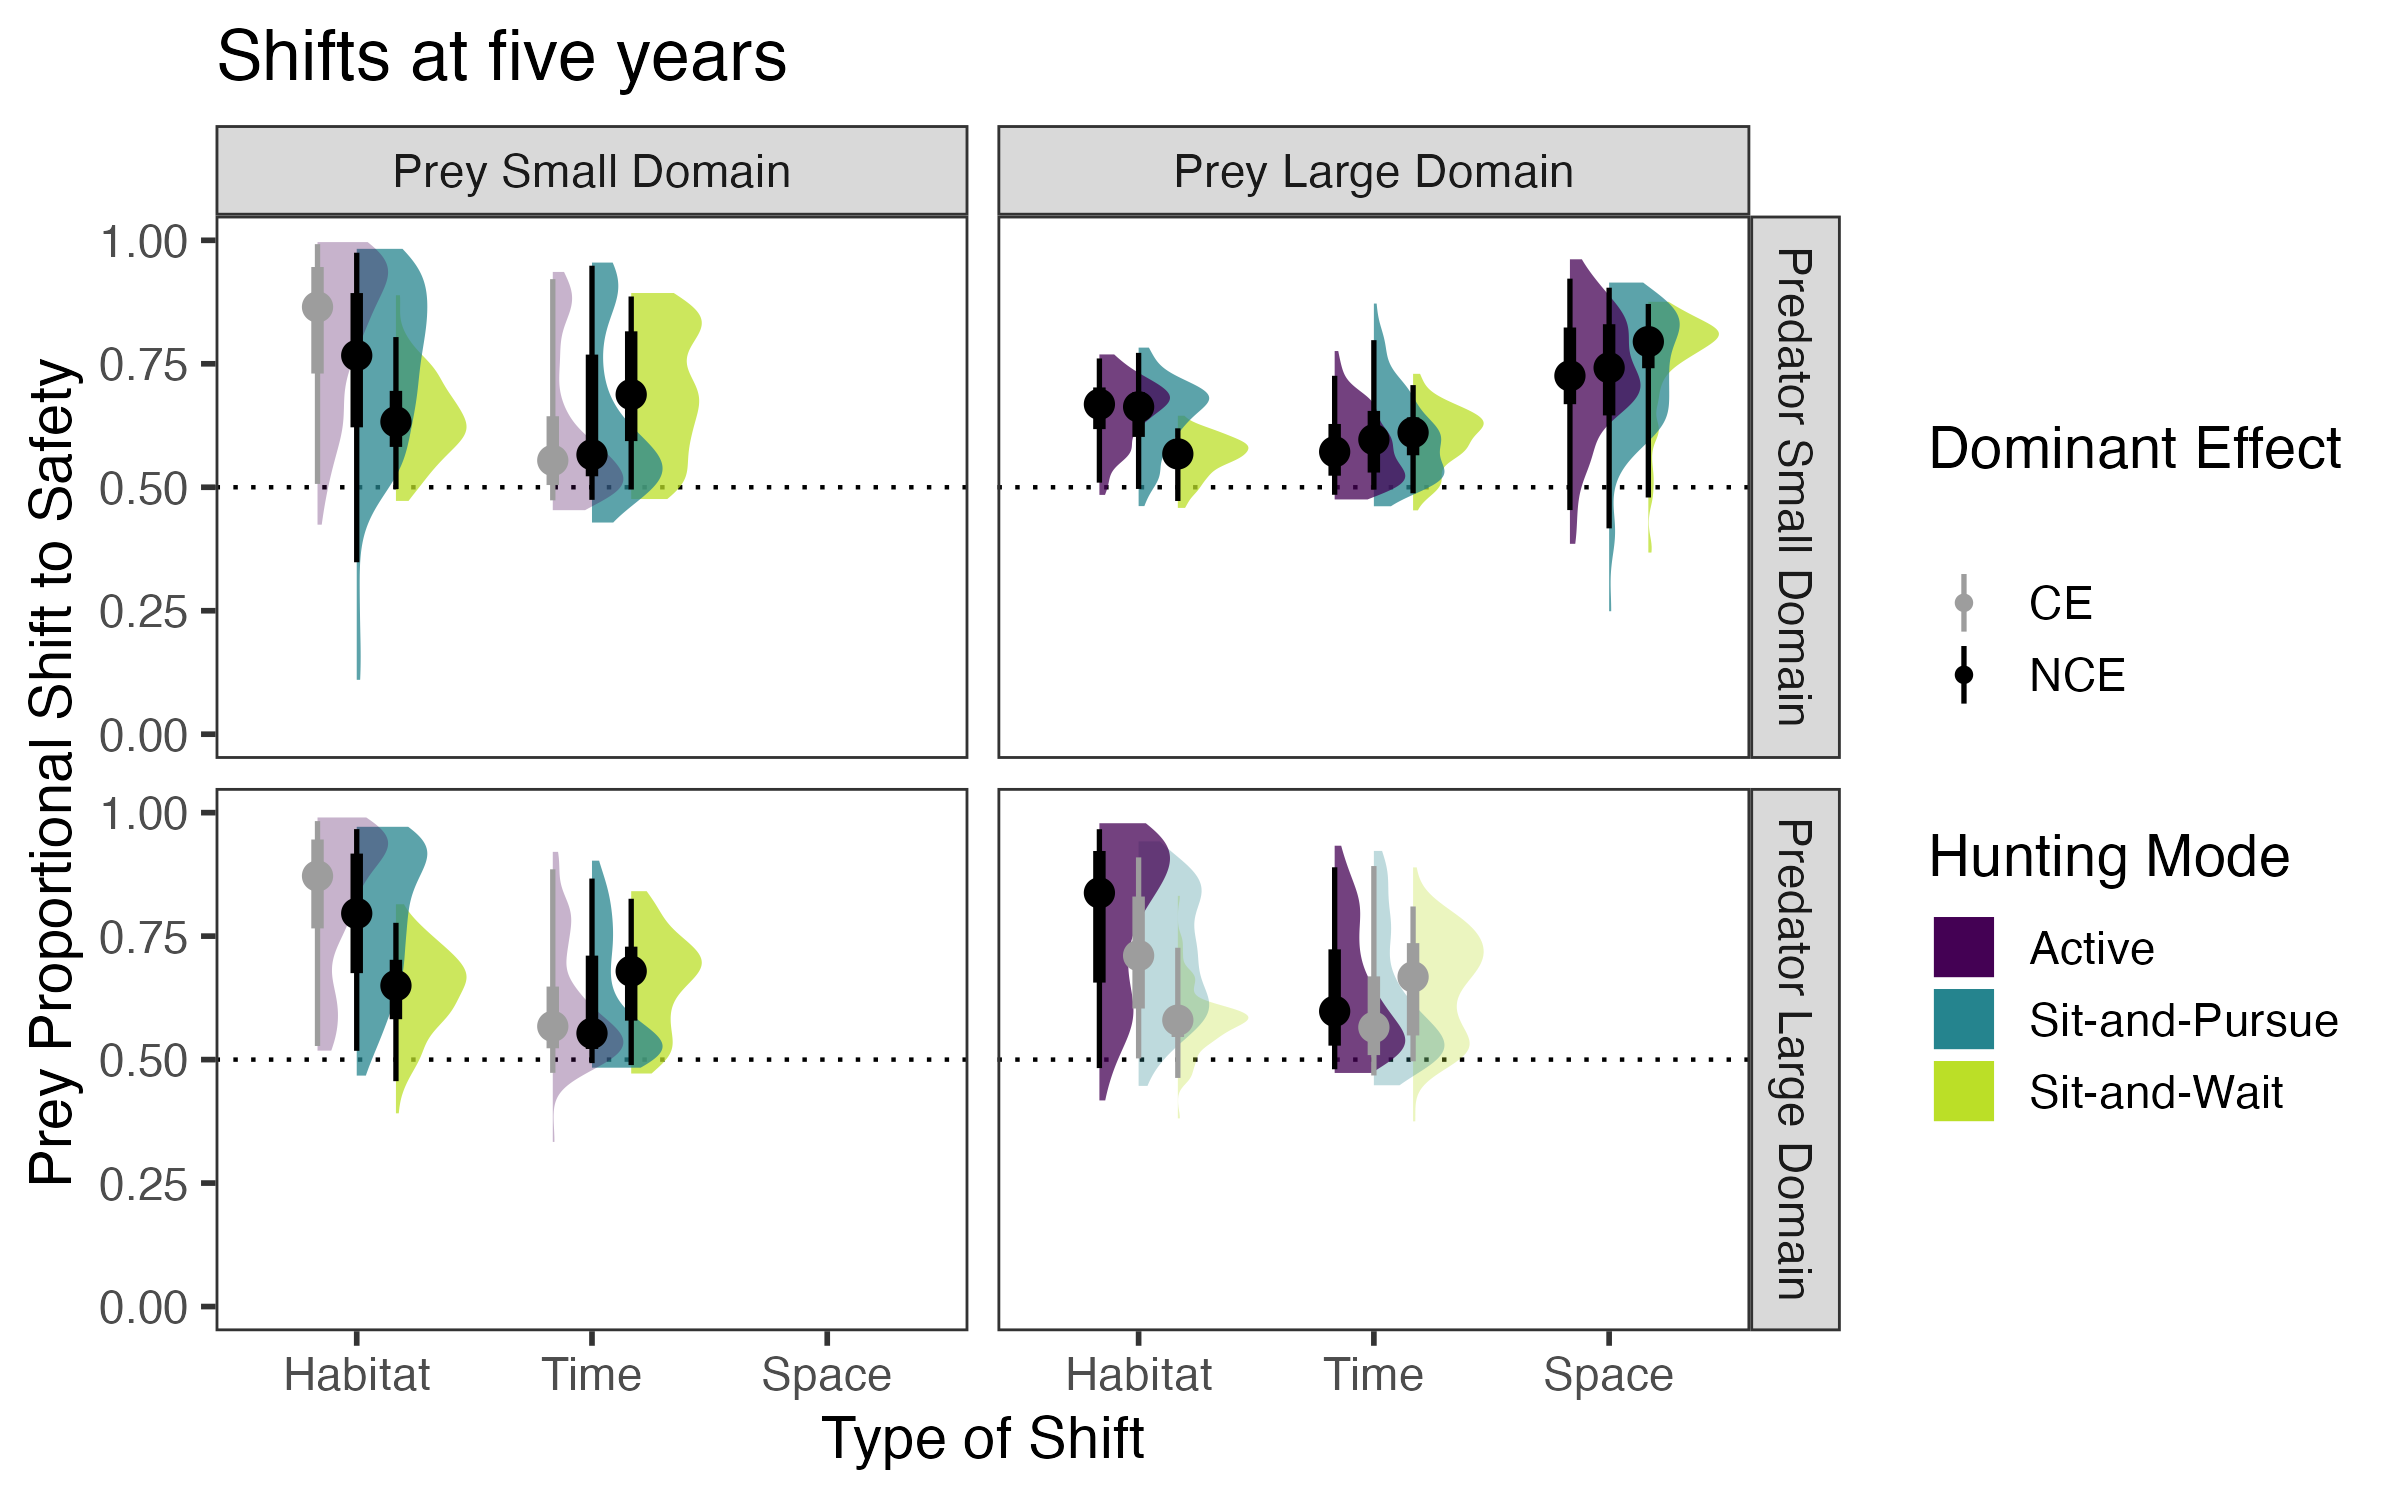 Shifts at five years
Prey Small Domain
Prey Large Domain
Prey Proportional Shift to Safety
1.00
0.75
0.50
0.25
0.00
Predator Small Domain
1.00
0.75
0.50
0.25
0.00
Predator Large Domain
Habitat Time Space
Habitat Time Space
Type of Shift
Dominant Effect
CE
NCE
Hunting Mode
Active
Sit-and-Pursue
Sit-and-Wait